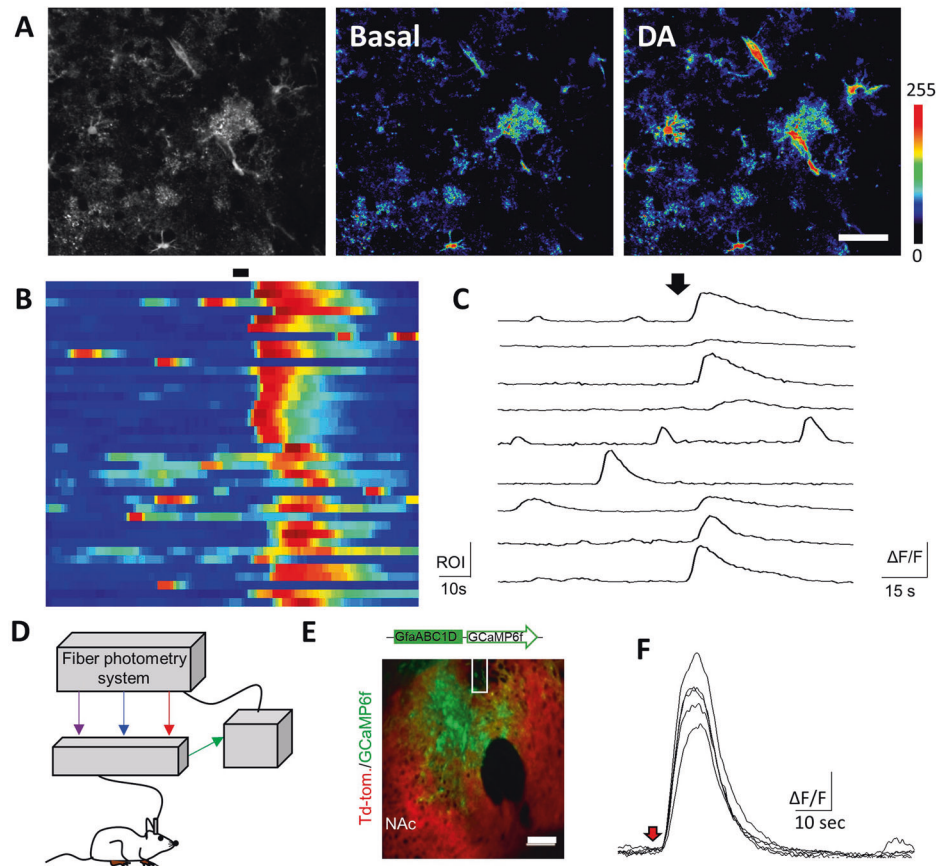 A
Basal
DA
255
0
B
ROI
10s
C
ΔF/F
15 s
D
Fiber photometry
system
E
GfaABC1D
GCaMP6f
Td-tom./GCaMP6f
NAc
F
ΔF/F
10 sec